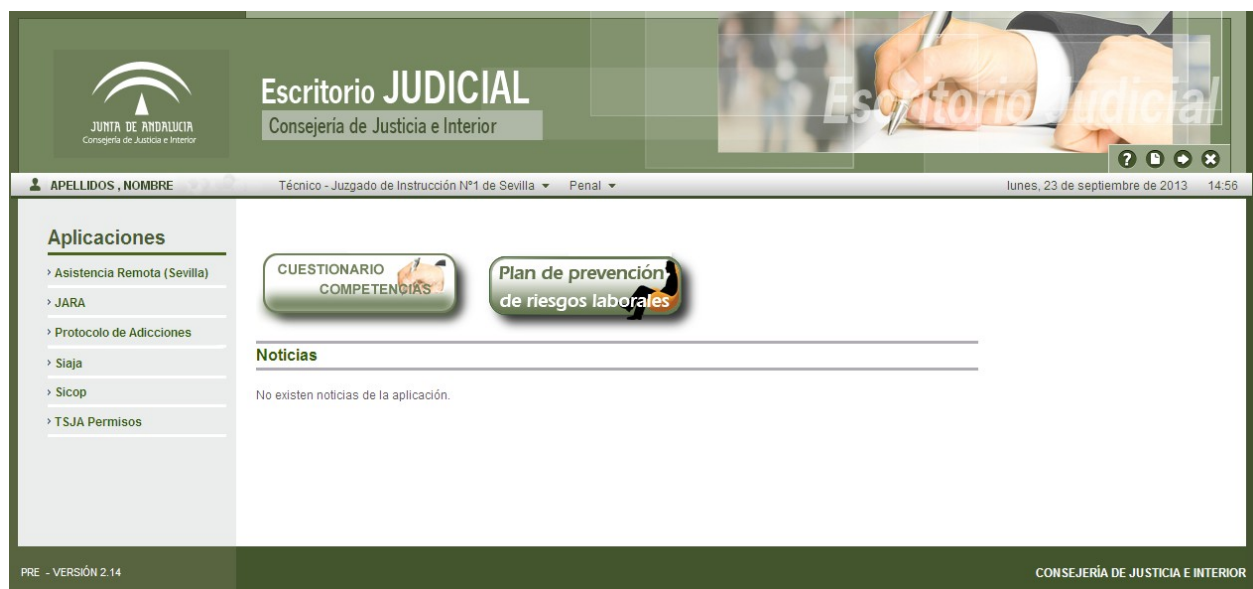 JUNTA DE ANDALUCIA
Consejería de Justicia e Interior
Escritorio JUDICIAL
Consejería de Justicia e Interior
Escritorio Judicial
APELLIDOS , NOMBRE
Técnico - Juzgado de Instrucción Nº1 de Sevilla
Penal
lunes, 23 de septiembre de 2013 14:56
Aplicaciones
Asistencia Remota (Sevilla)
JARA
Protocolo de Adicciones
Siaja
Sicop
TSJA Permisos
CUESTIONARIO
COMPETENCIAS
Plan de prevención
de riesgos laborales
Noticias
No existen noticias de la aplicación.
PRE - VERSIÓN 2.14
CONSEJERÍA DE JUSTICIA E INTERIOR